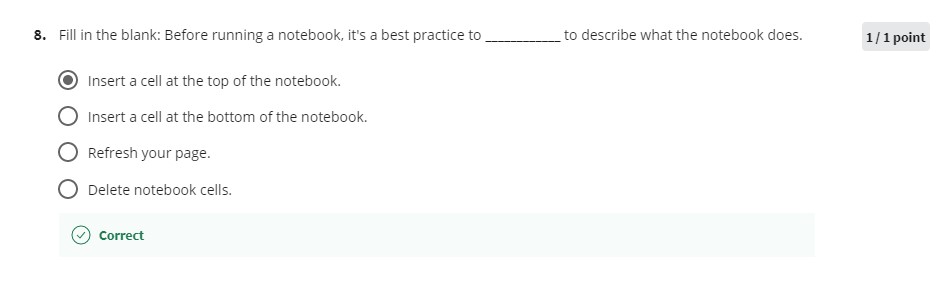 8. Fill in the blank: Before running a notebook, it's a best practice to ____________ to describe what the notebook does.
1 / 1 point
Insert a cell at the top of the notebook.
Insert a cell at the bottom of the notebook.
Refresh your page.
Delete notebook cells.
Correct